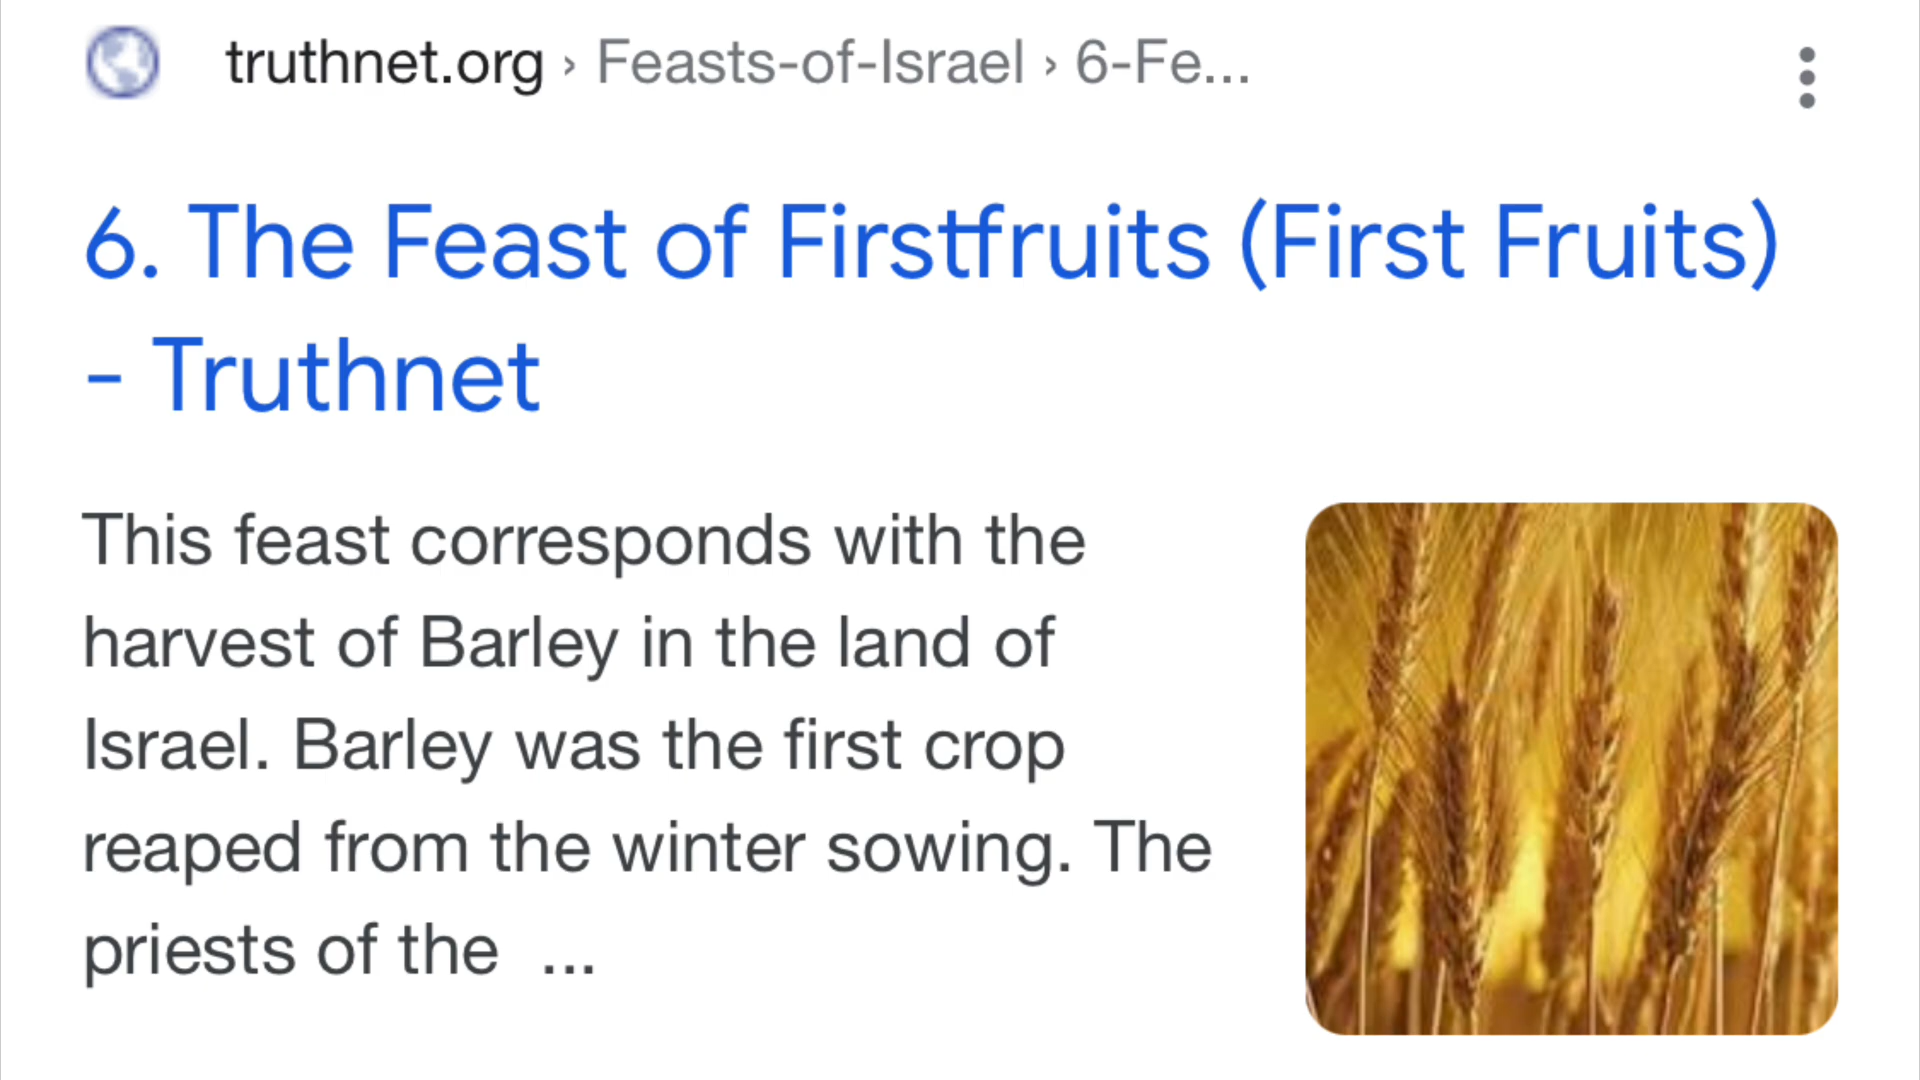 truthnet.org › Feasts-of-Israel › 6-Fe...
6. The Feast of Firstfruits (First Fruits)
- Truthnet
This feast corresponds with the
harvest of Barley in the land of
Israel. Barley was the first crop
reaped from the winter sowing. The
priests of the ...